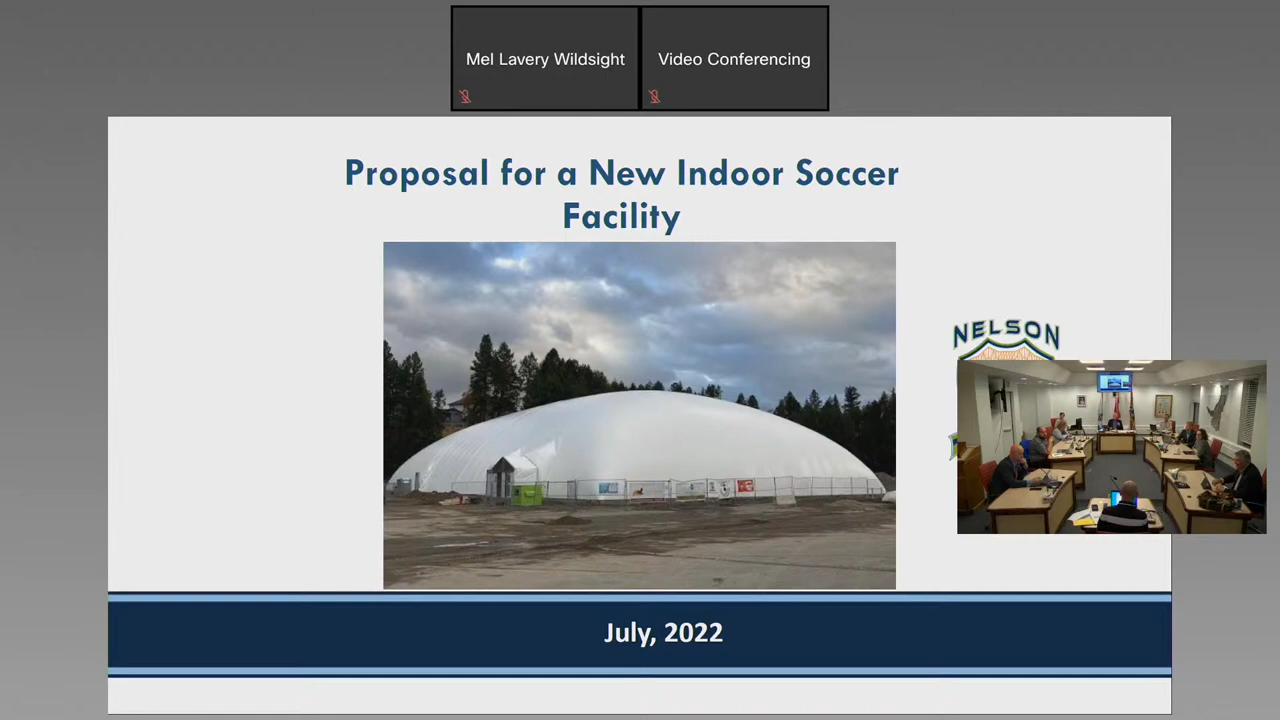 Mel Lavery Wildsight
Video Conferencing
Proposal for a New Indoor Soccer
Facility
NELSON
July, 2022